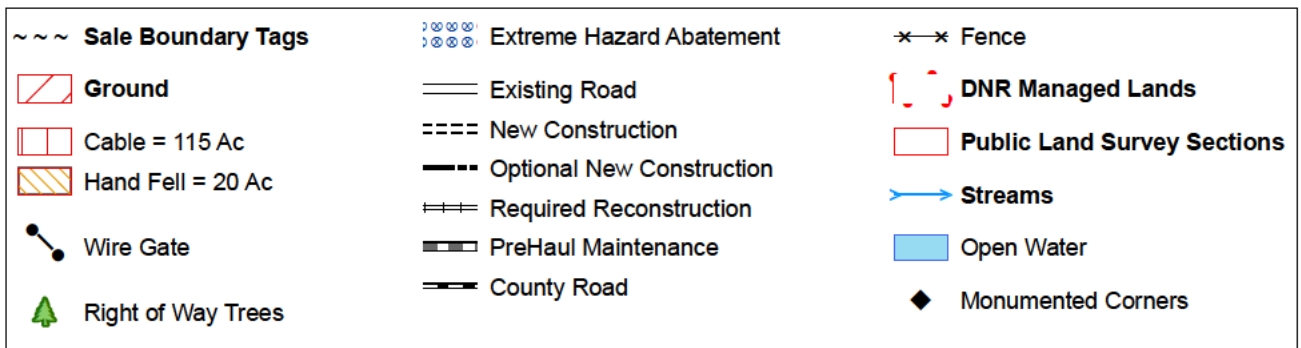 Sale Boundary Tags
Ground
Cable = 115 Ac
Hand Fell = 20 Ac
Wire Gate
Right of Way Trees
Extreme Hazard Abatement
Existing Road
New Construction
Optional New Construction
Required Reconstruction
PreHaul Maintenance
County Road
Fence
DNR Managed Lands
Public Land Survey Sections
Streams
Open Water
Monumented Corners